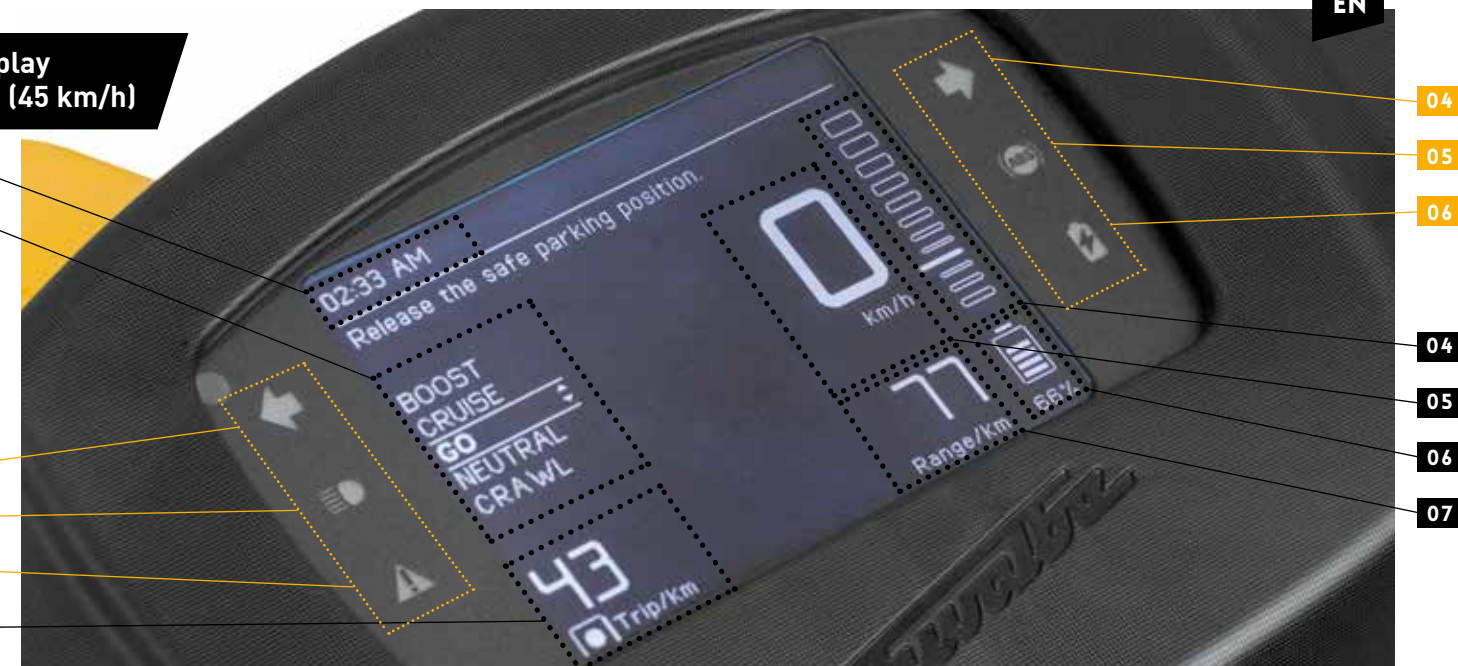 EN
play
(45 km/h)
02:33 AM
Release the safe parking position.
BOOST
CRUISE
GO
NEUTRAL
CRAWL
43
Trip/Km
0
Km/h
77
Range/Km
66%
ABS
04
05
06
04
05
06
07